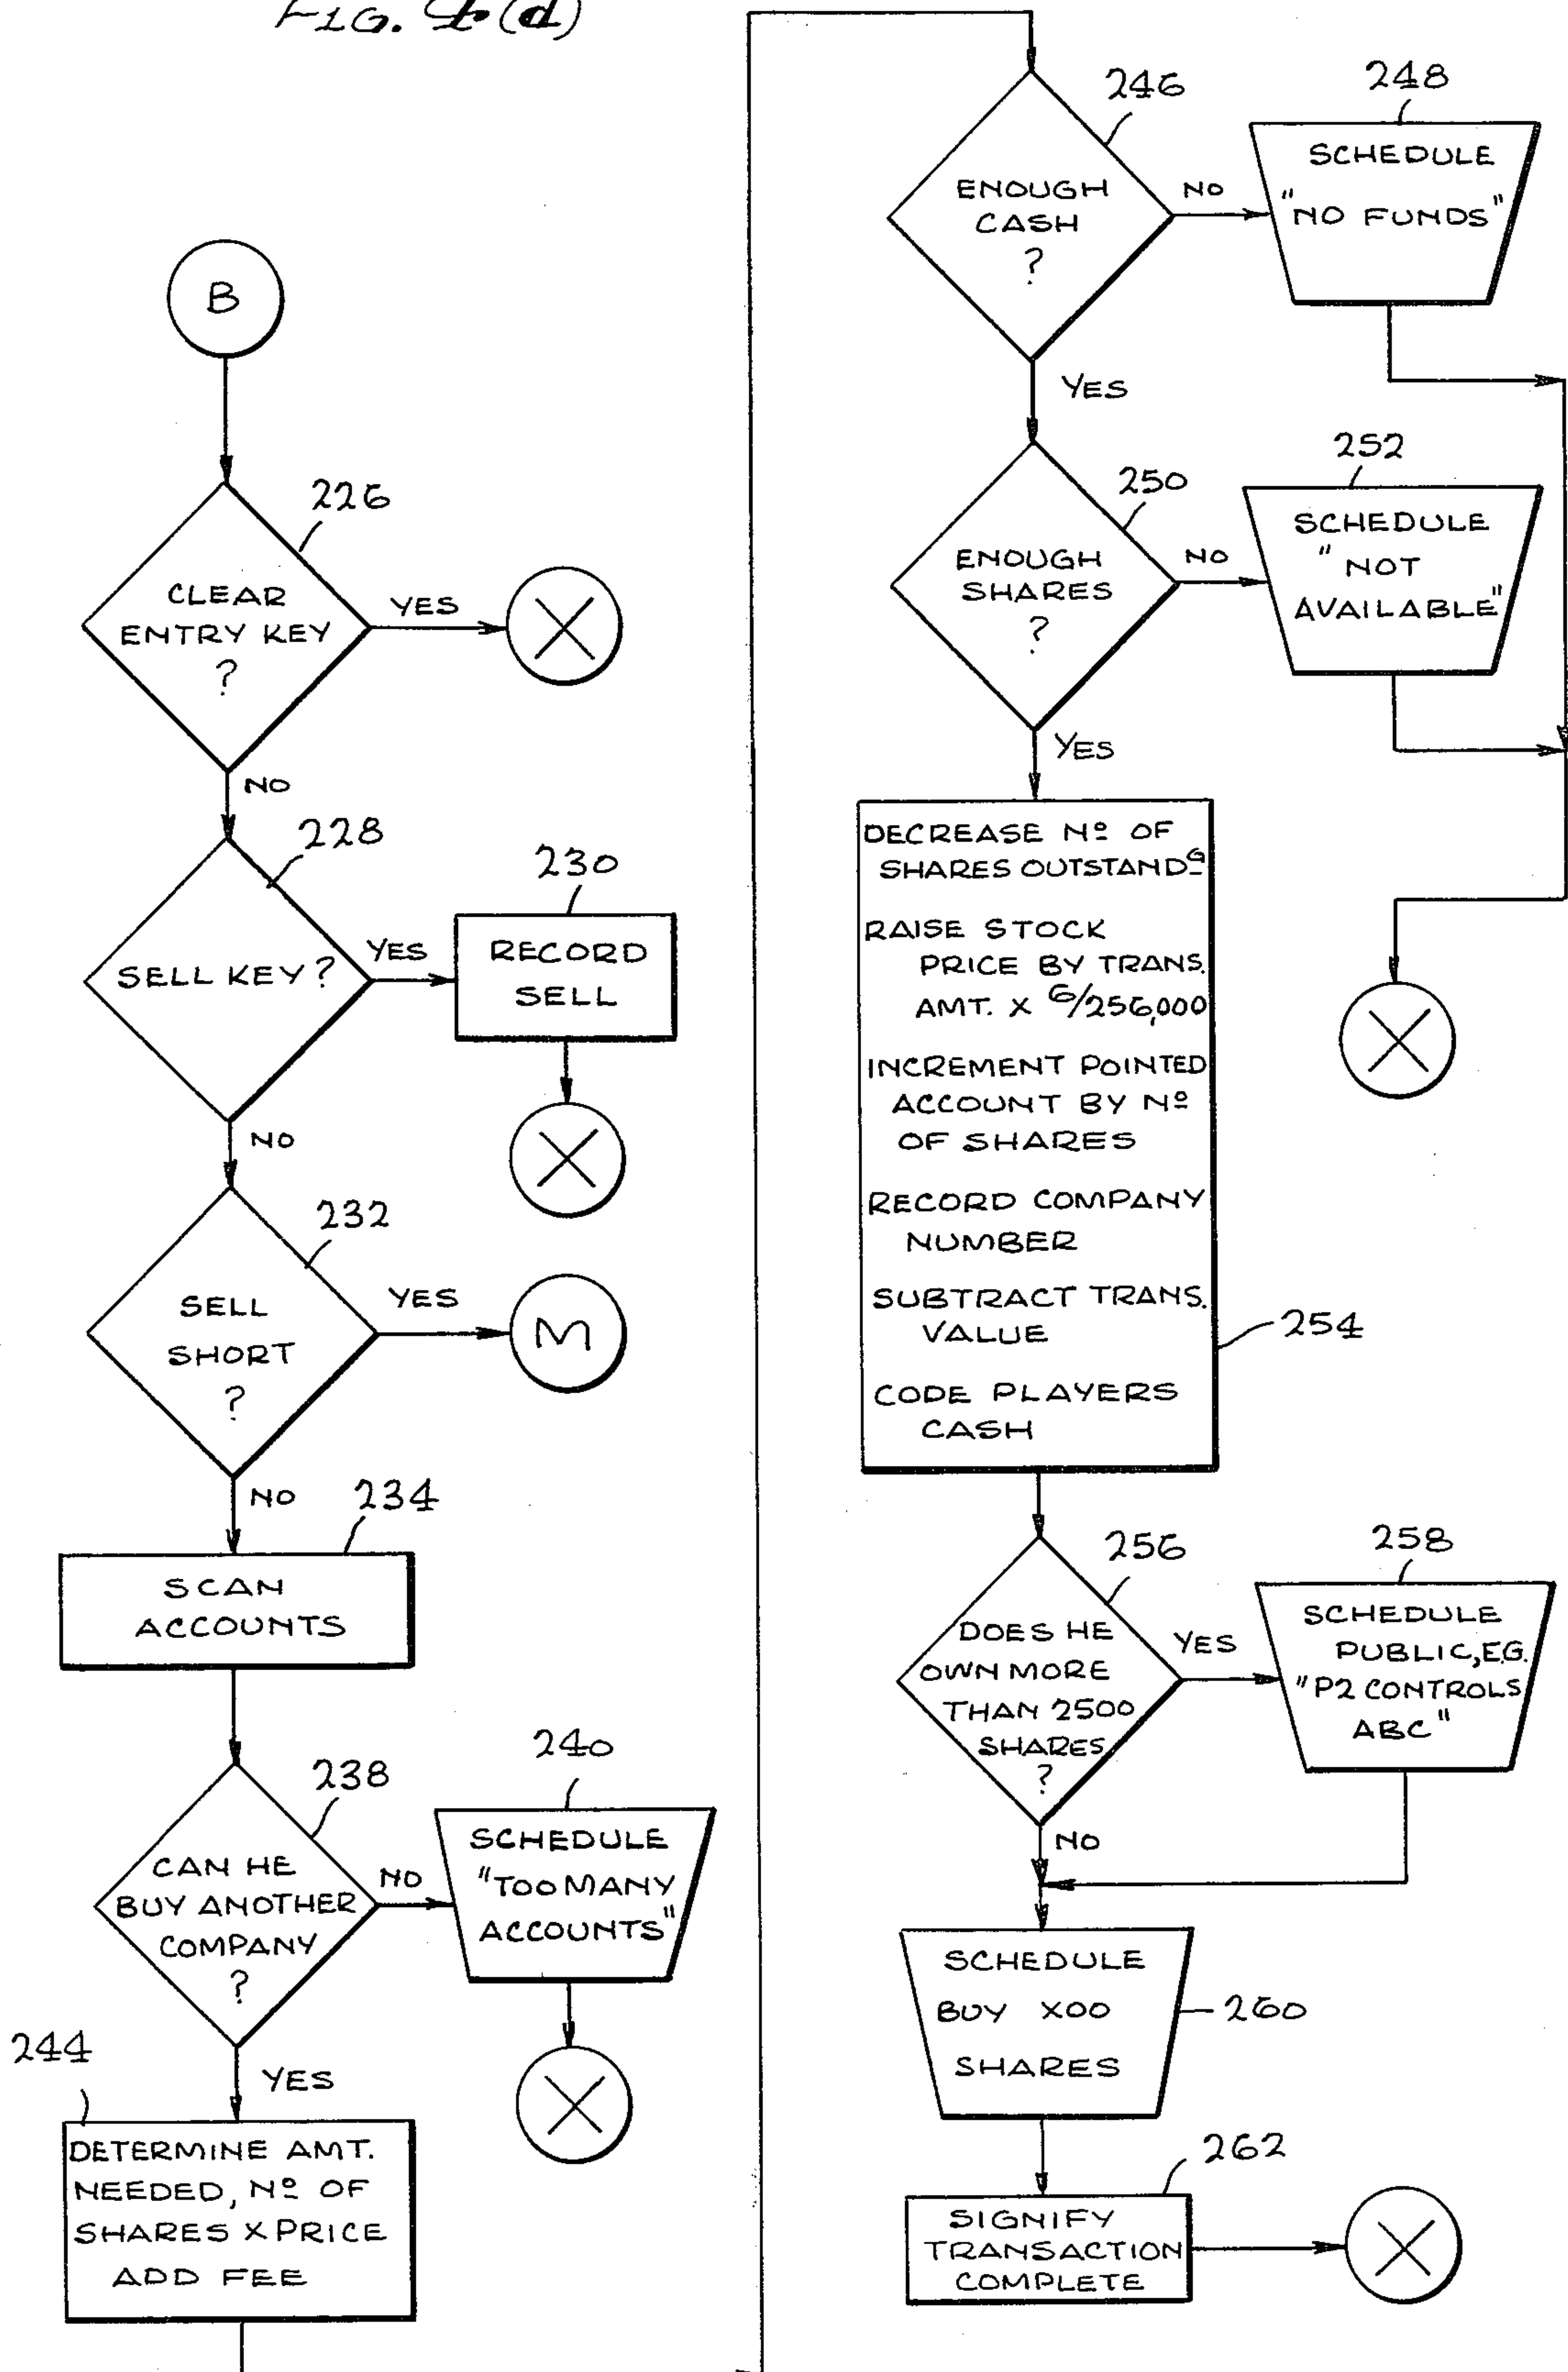 FIG. 4(d)
B
226
CLEAR
ENTRY KEY
?
YES
NO
228
SELL KEY?
YES
230
RECORD
SELL
NO
232
SELL
SHORT
?
YES
M
NO
234
SCAN
ACCOUNTS
238
CAN HE
BUY ANOTHER
COMPANY
?
NO
240
SCHEDULE
"TOO MANY
ACCOUNTS"
YES
244
DETERMINE AMT.
NEEDED, Nº OF
SHARES X PRICE
ADD FEE
246
ENOUGH
CASH
?
NO
248
SCHEDULE
"NO FUNDS"
YES
250
ENOUGH
SHARES
?
NO
252
SCHEDULE
"NOT
AVAILABLE"
YES
DECREASE Nº OF
SHARES OUTSTANDG
RAISE STOCK
PRICE BY TRANS.
AMT. X 6/256,000
INCREMENT POINTED
ACCOUNT BY Nº
OF SHARES
RECORD COMPANY
NUMBER
SUBTRACT TRANS.
VALUE
254
CODE PLAYERS
CASH
256
DOES HE
OWN MORE
THAN 2500
SHARES
?
YES
258
SCHEDULE
PUBLIC, E.G.
"P2 CONTROLS
ABC"
NO
SCHEDULE
BUY X00
SHARES
260
262
SIGNIFY
TRANSACTION
COMPLETE